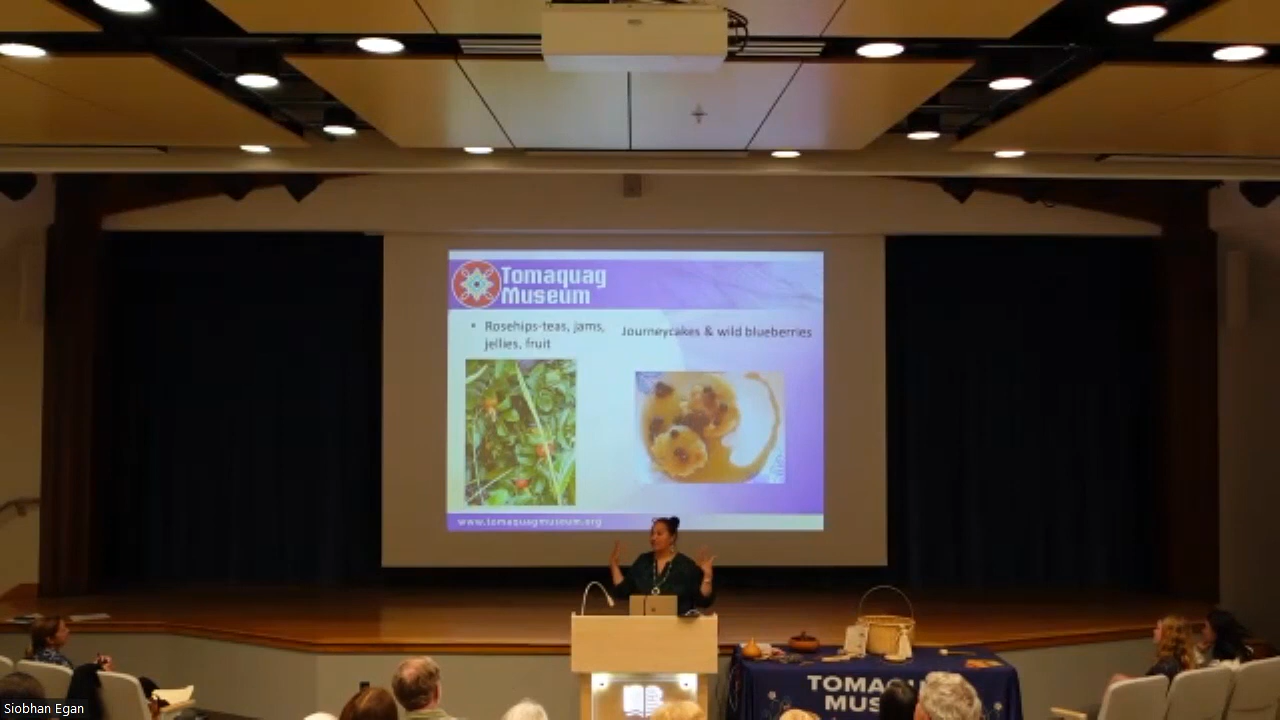 Tomaquag
Museum
• Rosehips-teas, jams,
jellies, fruit
Journeycakes & wild blueberries
www.tomaquagmuseum.org
TOMAQU
MUS
Siobhan Egan